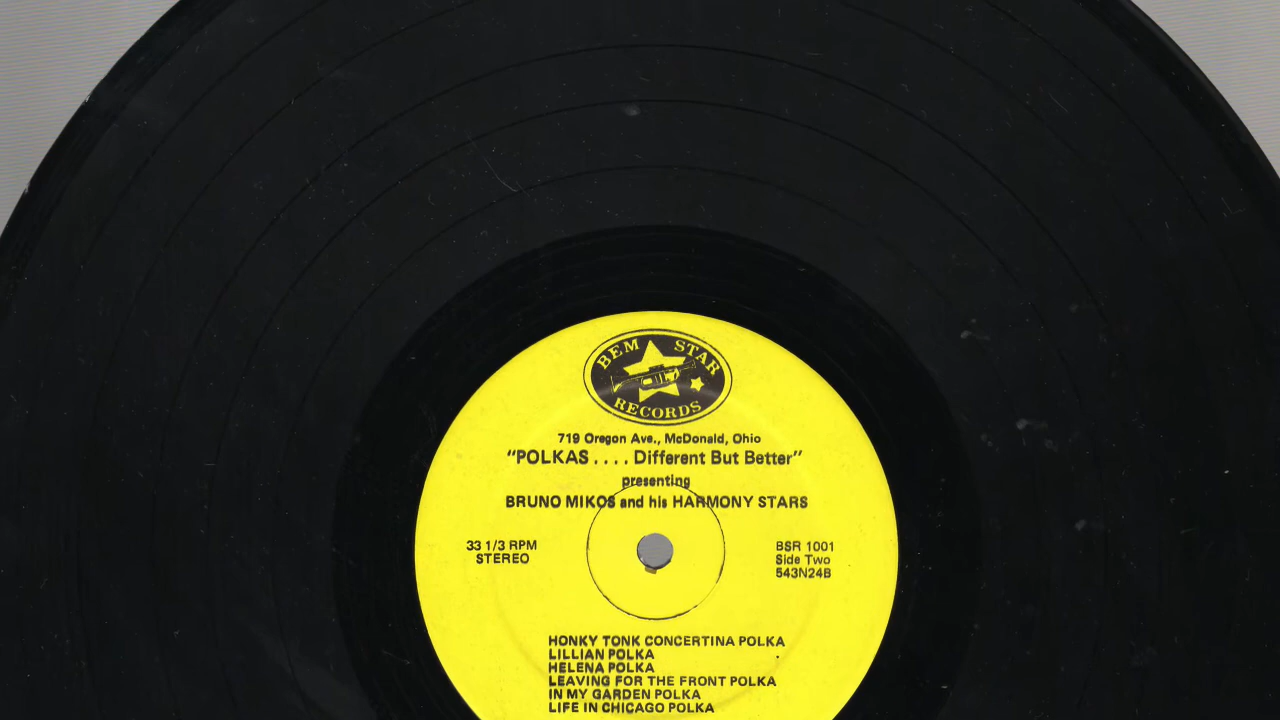 BEM STAR
RECORDS
719 Oregon Ave., McDonald, Ohio
"POLKAS . . . . Different But Better"
presenting
BRUNO MIKOS and his HARMONY STARS
33 1/3 RPM
STEREO
BSR 1001
Side Two
543N24B
HONKY TONK CONCERTINA POLKA
LILLIAN POLKA
HELENA POLKA
LEAVING FOR THE FRONT POLKA
IN MY GARDEN POLKA
LIFE IN CHICAGO POLKA